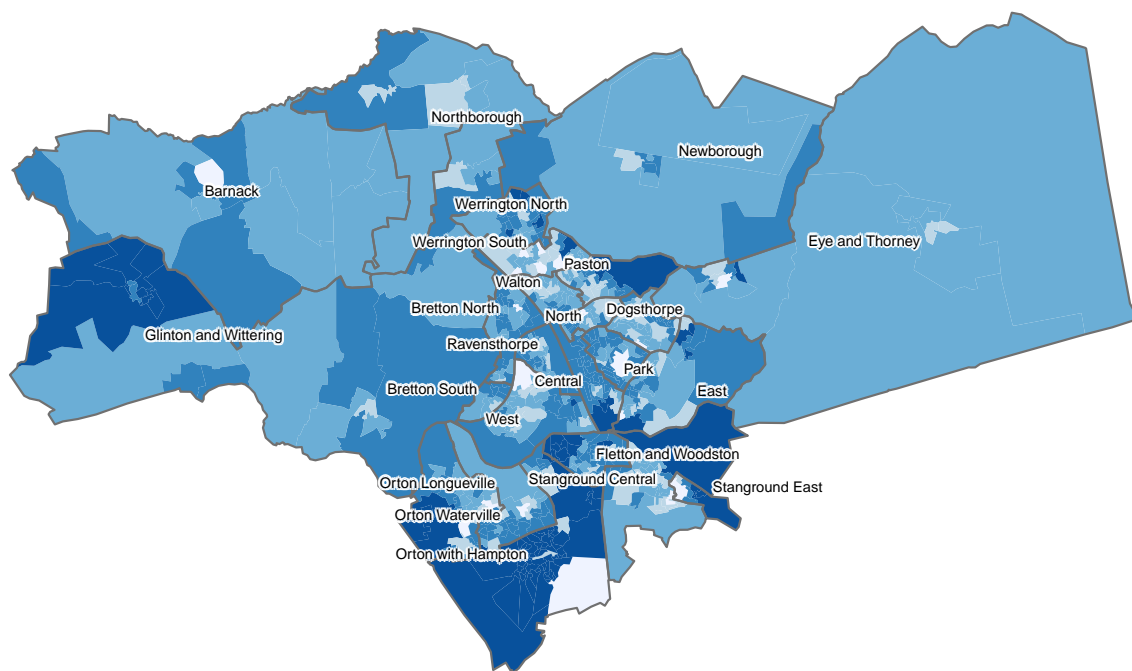 Northborough
Newborough
Barnack
Werrington North
Werrington South
Eye and Thorney
Paston
Walton
Bretton North
Dogsthorpe
North
Glinton and Wittering
Ravensthorpe
Park
Central
Bretton South
East
West
Fletton and Woodston
Stanground Central
Orton Longueville
Stanground East
Orton Waterville
Orton with Hampton